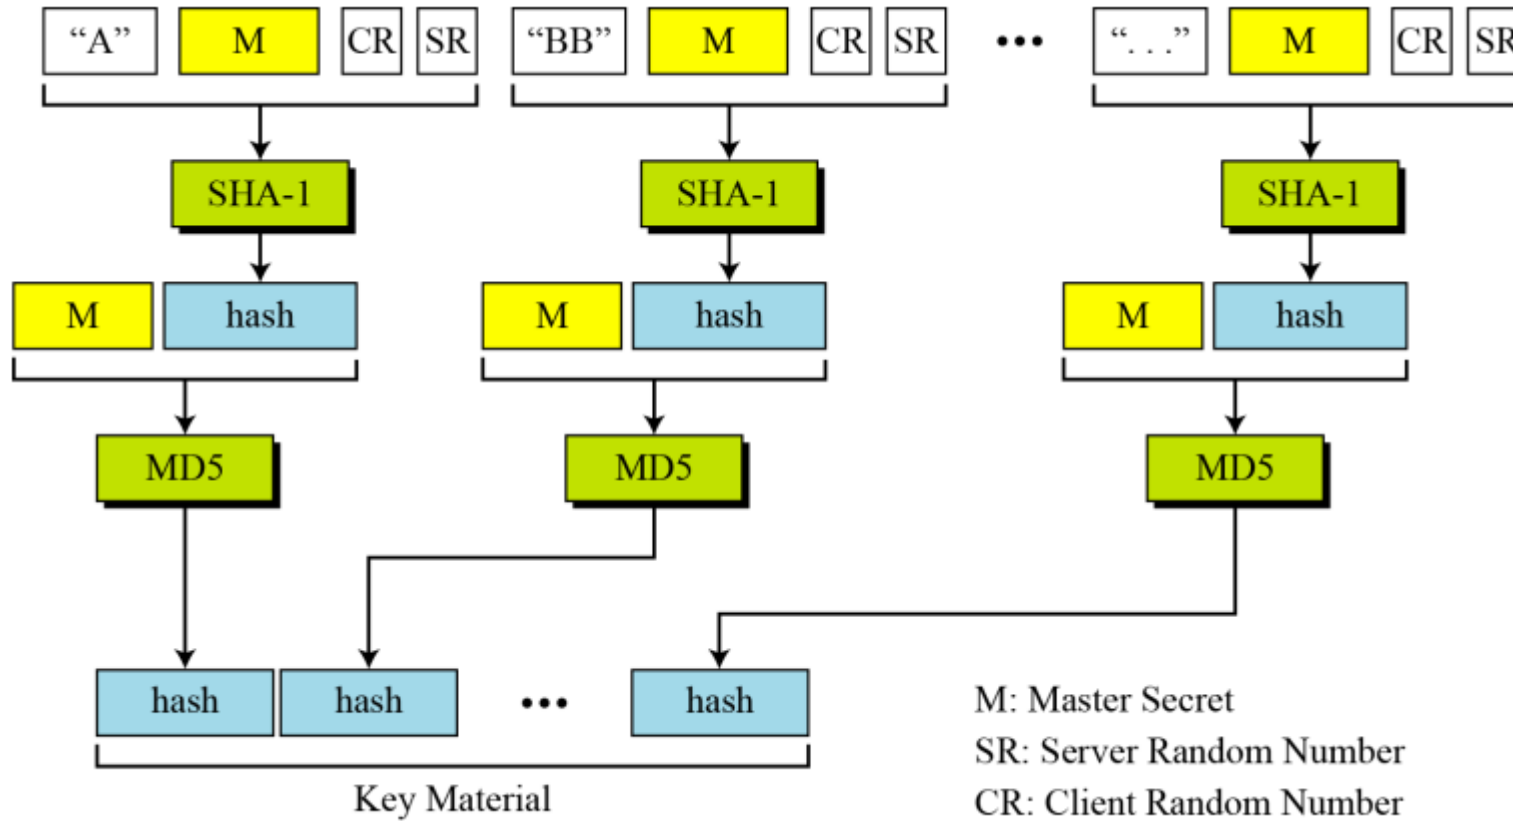 “A” M CR SR “BB” M CR SR ••• “. . .” M CR SR
SHA-1 SHA-1 SHA-1
M hash M hash M hash
MD5 MD5 MD5
hash hash ••• hash
Key Material
M: Master Secret
SR: Server Random Number
CR: Client Random Number